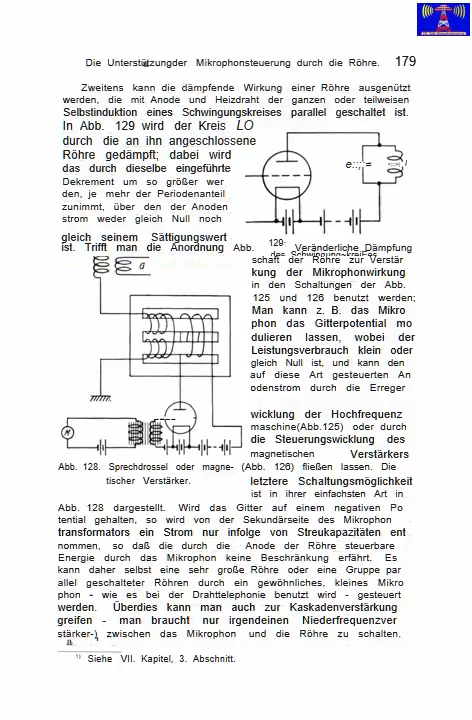 Die Unterstützungder Mikrophonsteuerung durch die Röhre. 179
Zweitens kann die dämpfende Wirkung einer Röhre ausgenützt
werden, die mit Anode und Heizdraht der ganzen oder teilweisen
Selbstinduktion eines Schwingungskreises parallel geschaltet ist.
In Abb. 129 wird der Kreis LO
durch die an ihn angeschlossene
Röhre gedämpft; dabei wird
das durch dieselbe eingeführte
Dekrement um so größer wer
den, je mehr der Periodenanteil
zunimmt, über den der Anoden
strom weder gleich Null noch
gleich seinem Sättigungswert
ist. Trifft man die Anordnung
Abb. 129. Veränderliche Dämpfung
des Schwingungskreises
schaft der Röhre zur Verstär
kung der Mikrophonwirkung
in den Schaltungen der Abb.
125 und 126 benutzt werden;
Man kann z. B. das Mikro
phon das Gitterpotential mo
dulieren lassen, wobei der
Leistungsverbrauch klein oder
gleich Null ist, und kann den
auf diese Art gesteuerten An
odenstrom durch die Erreger
wicklung der Hochfrequenz
maschine(Abb.125) oder durch
die Steuerungswicklung des
magnetischen Verstärkers
(Abb. 126) fließen lassen. Die
letztere Schaltungsmöglichkeit
ist in ihrer einfachsten Art in
a
M
Abb. 128. Sprechdrossel oder magne-
tischer Verstärker.
Abb. 128 dargestellt. Wird das Gitter auf einem negativen Po
tential gehalten, so wird von der Sekundärseite des Mikrophon
transformators ein Strom nur infolge von Streukapazitäten ent
nommen, so daß die durch die Anode der Röhre steuerbare
Energie durch das Mikrophon keine Beschränkung erfährt. Es
kann daher selbst eine sehr große Röhre oder eine Gruppe par
allel geschalteter Röhren durch ein gewöhnliches, kleines Mikro
phon - wie es bei der Drahttelephonie benutzt wird - gesteuert
werden. Überdies kann man auch zur Kaskadenverstärkung
greifen - man braucht nur irgendeinen Niederfrequenzver
stärker-) zwischen das Mikrophon und die Röhre zu schalten.
a
¹) Siehe VII. Kapitel, 3. Abschnitt.